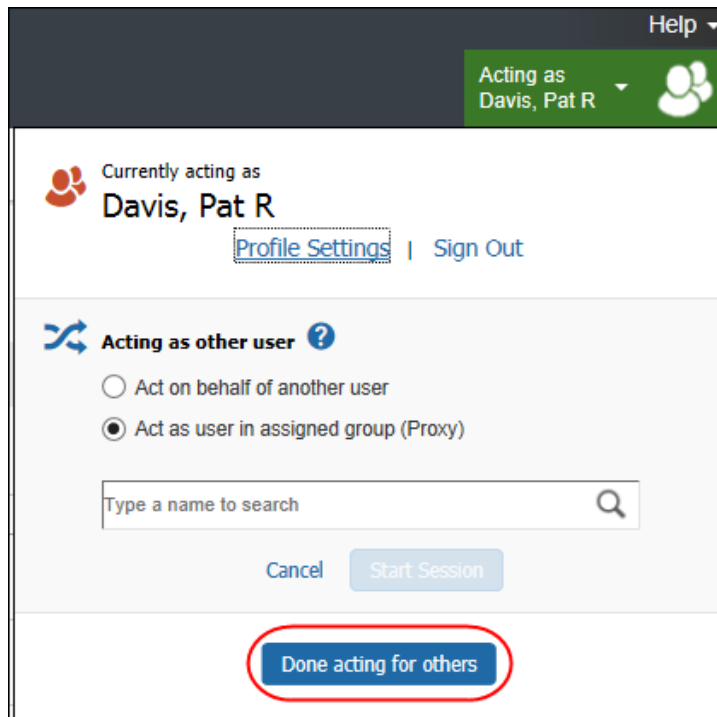 Help
Acting as
Davis, Pat R
Currently acting as
Davis, Pat R
Profile Settings | Sign Out
Acting as other user ?
Act on behalf of another user
Act as user in assigned group (Proxy)
Type a name to search
Cancel Start Session
Done acting for others